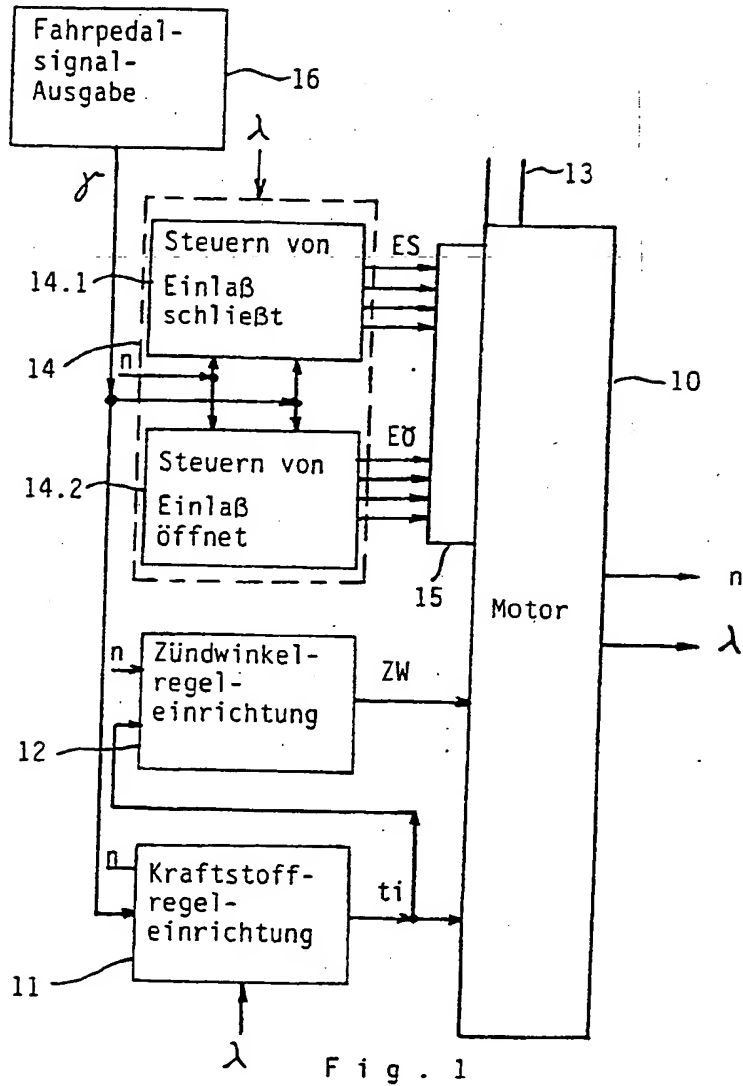 Fahrpedal-
signal-
Ausgabe
16
λ
γ
13
Steuern von
Einlaß
schließt
ES
14.1
14
n
10
Steuern von
Einlaß
öffnet
EÖ
14.2
15
Motor
n
λ
n
Zündwinkel-
regel-
einrichtung
ZW
12
n
Kraftstoff-
regel-
einrichtung
ti
11
λ
Fig. 1